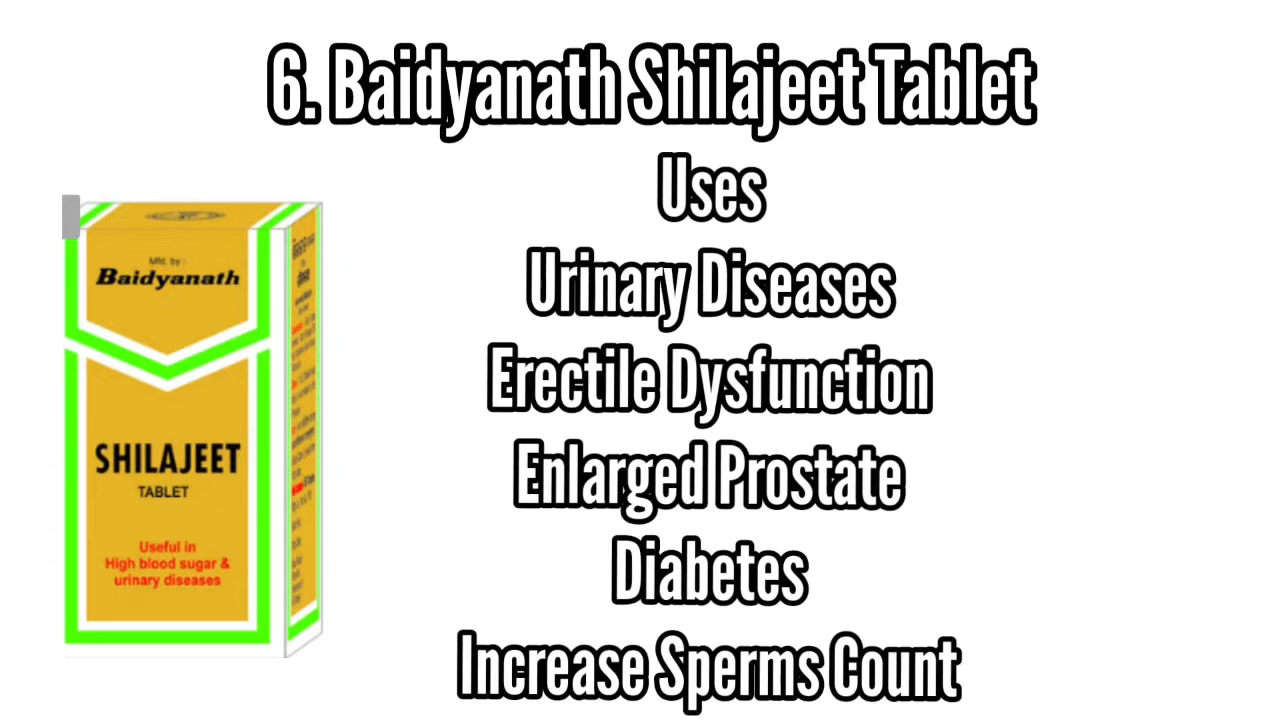 6. Baidyanath Shilajeet Tablet
Uses
Urinary Diseases
Erectile Dysfunction
Enlarged Prostate
Diabetes
Increase Sperms Count
Mfd. by :
Baidyanath
SHILAJEET
TABLET
Useful in
High blood sugar &
urinary diseases